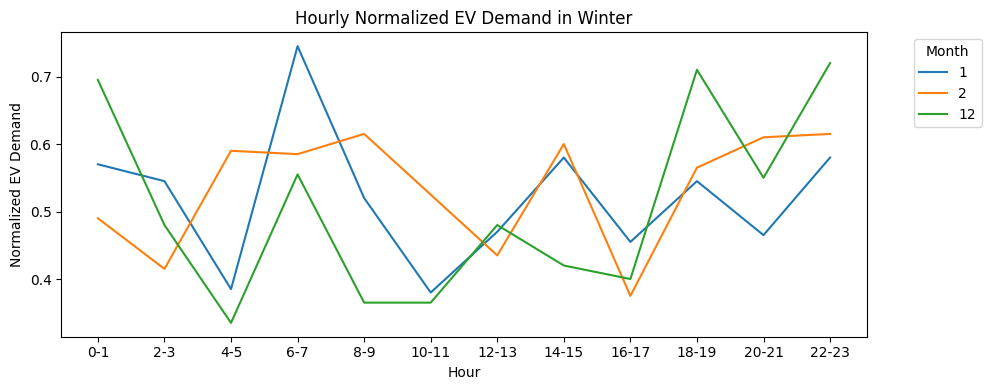 Hourly Normalized EV Demand in Winter
Month
1
2
12
Normalized EV Demand
0.7
0.6
0.5
0.4
0-1 2-3 4-5 6-7 8-9 10-11 12-13 14-15 16-17 18-19 20-21 22-23
Hour